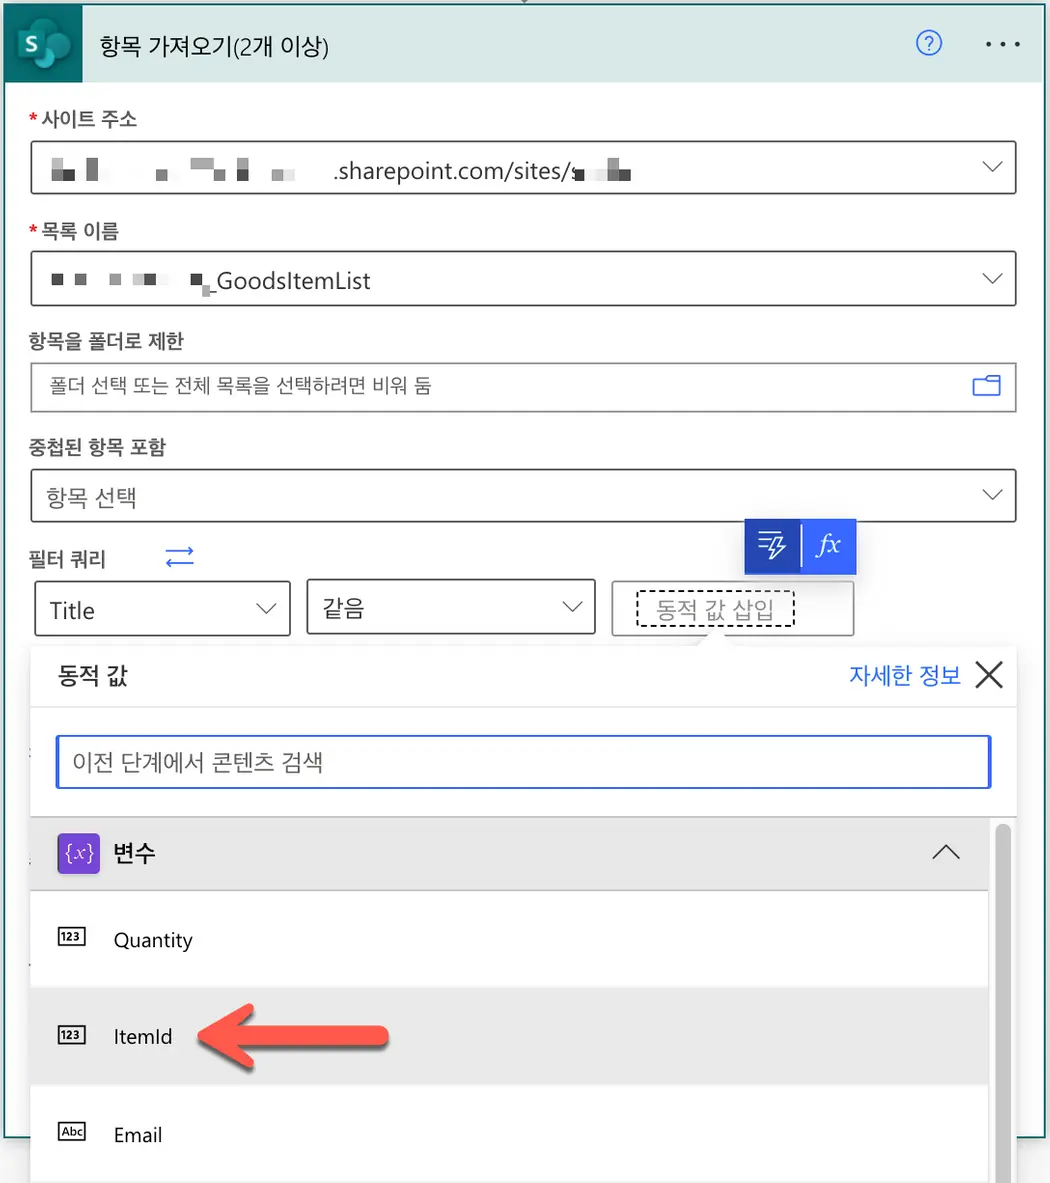 항목 가져오기(2개 이상)
* 사이트 주소
.sharepoint.com/sites/
* 목록 이름
_GoodsItemList
항목을 폴더로 제한
폴더 선택 또는 전체 목록을 선택하려면 비워 둠
중첩된 항목 포함
항목 선택
필터 쿼리
fx
Title
같음
동적 값 삽입
동적 값
자세한 정보
이전 단계에서 콘텐츠 검색
{x} 변수
123 Quantity
123 ItemId
Abc Email